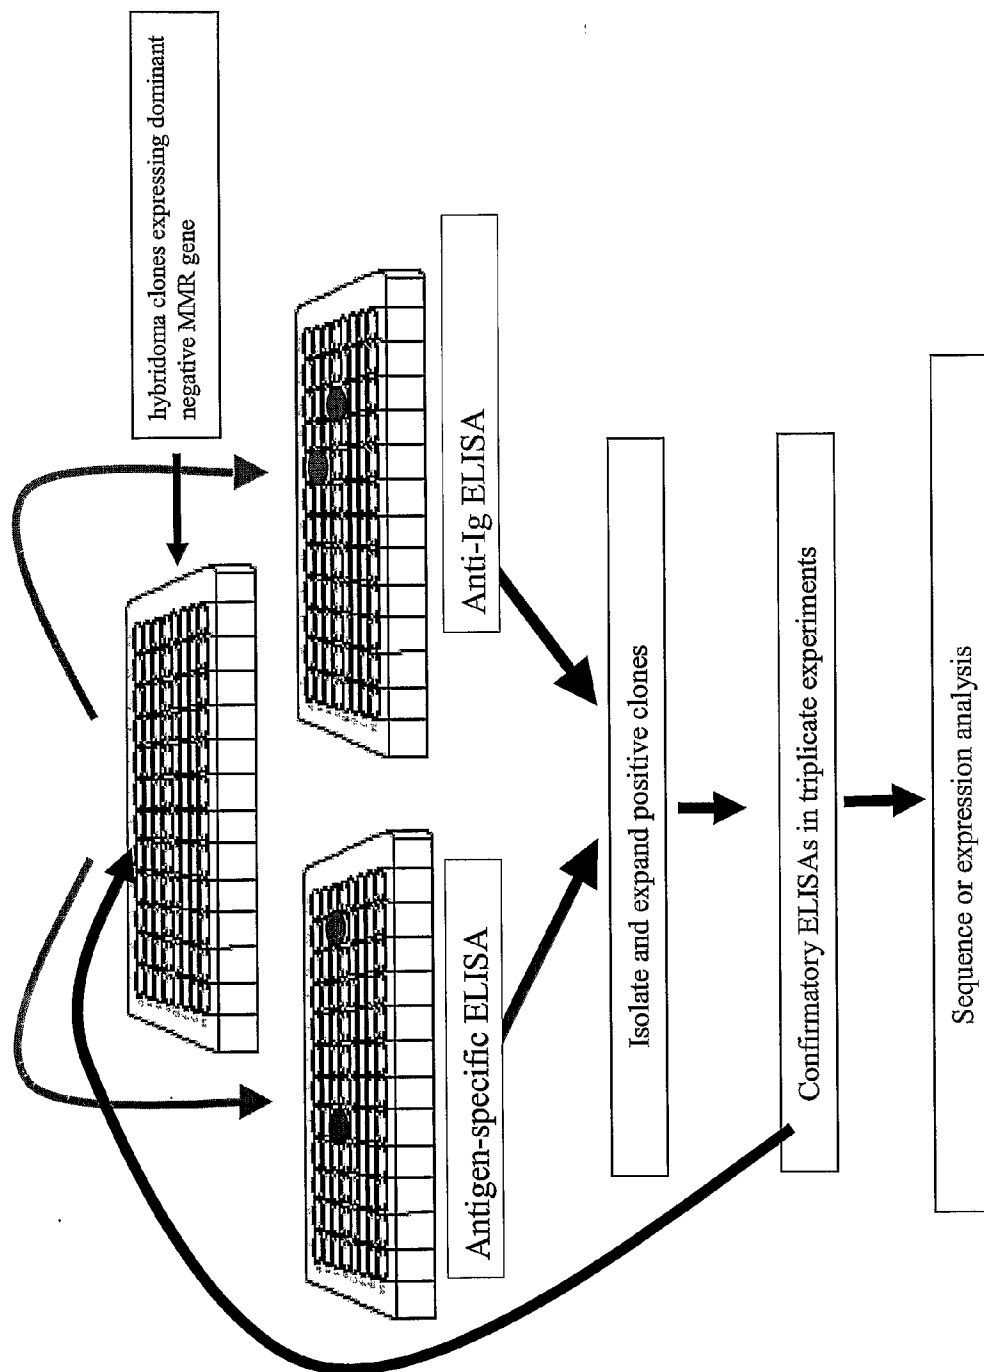 hybridoma clones expressing dominant
negative MMR gene
Antigen-specific ELISA
Anti-Ig ELISA
Isolate and expand positive clones
Confirmatory ELISAs in triplicate experiments
Sequence or expression analysis